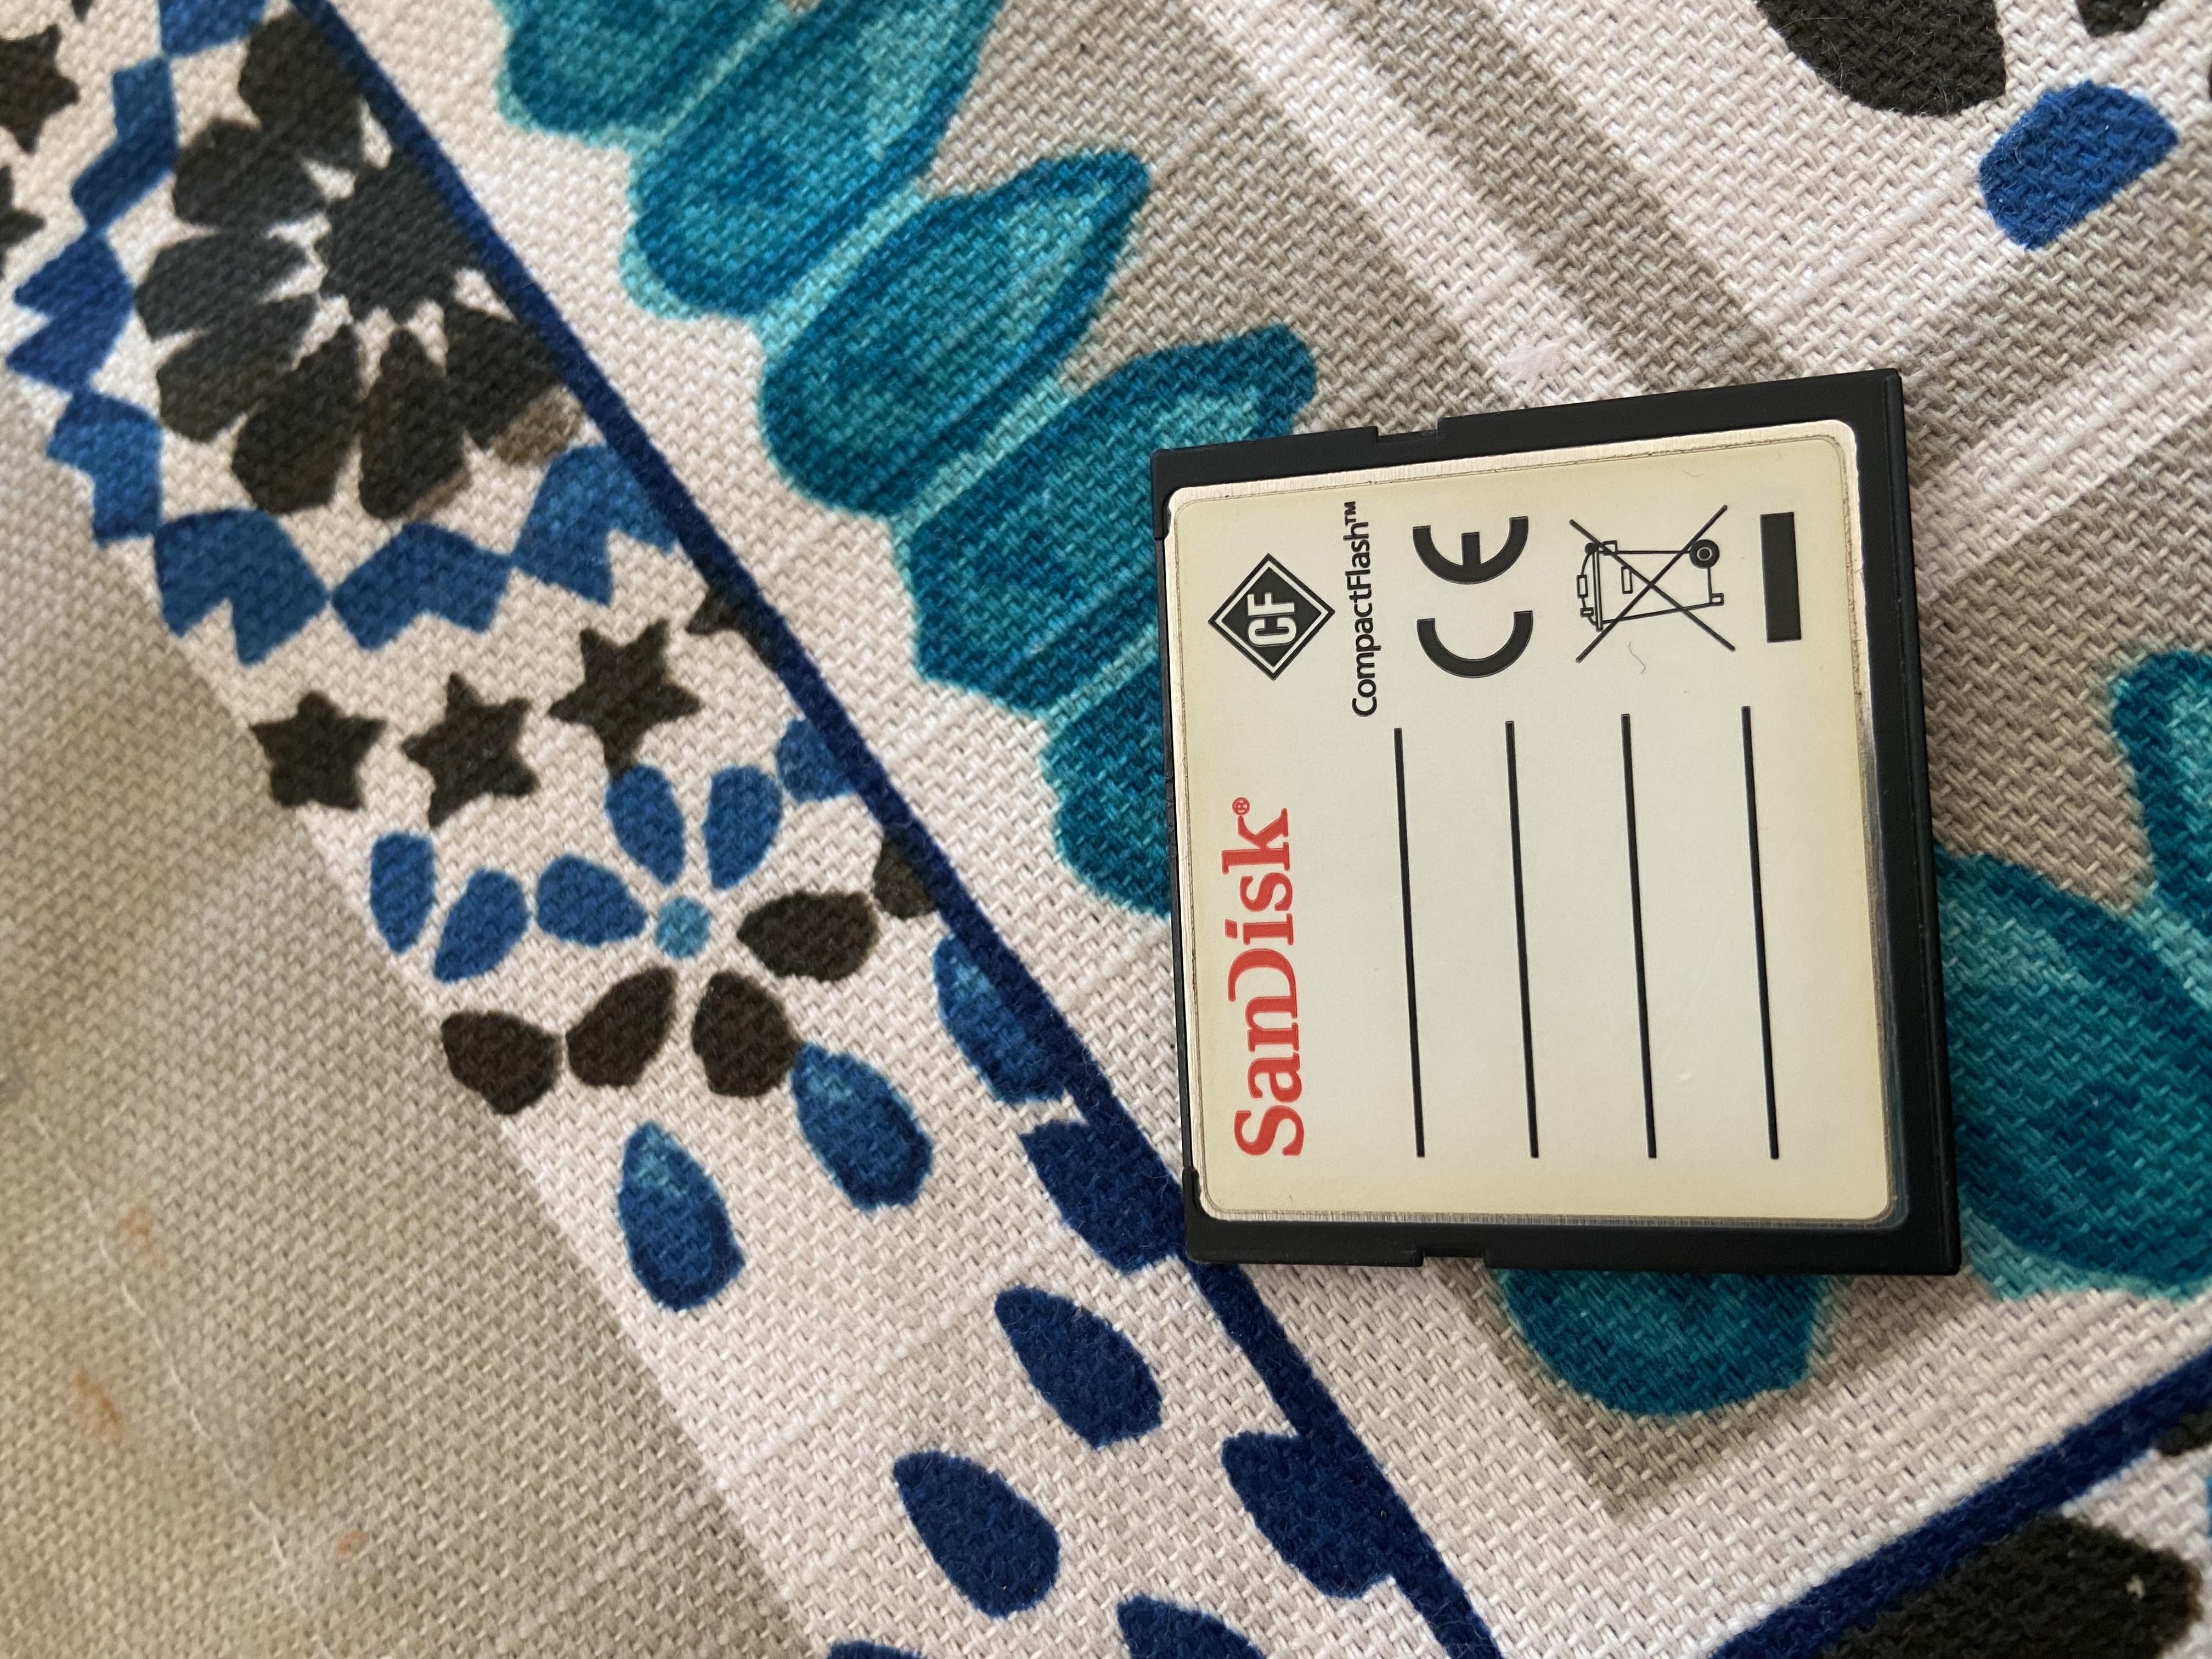 SanDisk®
CF
CompactFlash™
CE